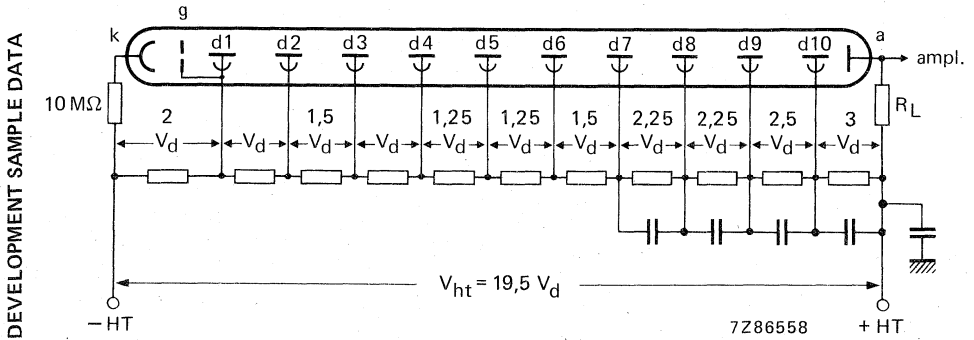 DEVELOPMENT SAMPLE DATA
g
k d1 d2 d3 d4 d5 d6 d7 d8 d9 d10 a
ampl.
10 MΩ
R_L
2 1,5 1,25 1,25 1,5 2,25 2,25 2,5 3
V_d V_d V_d V_d V_d V_d V_d V_d V_d V_d V_d
V_ht = 19,5 V_d
− HT
7Z86558
+ HT